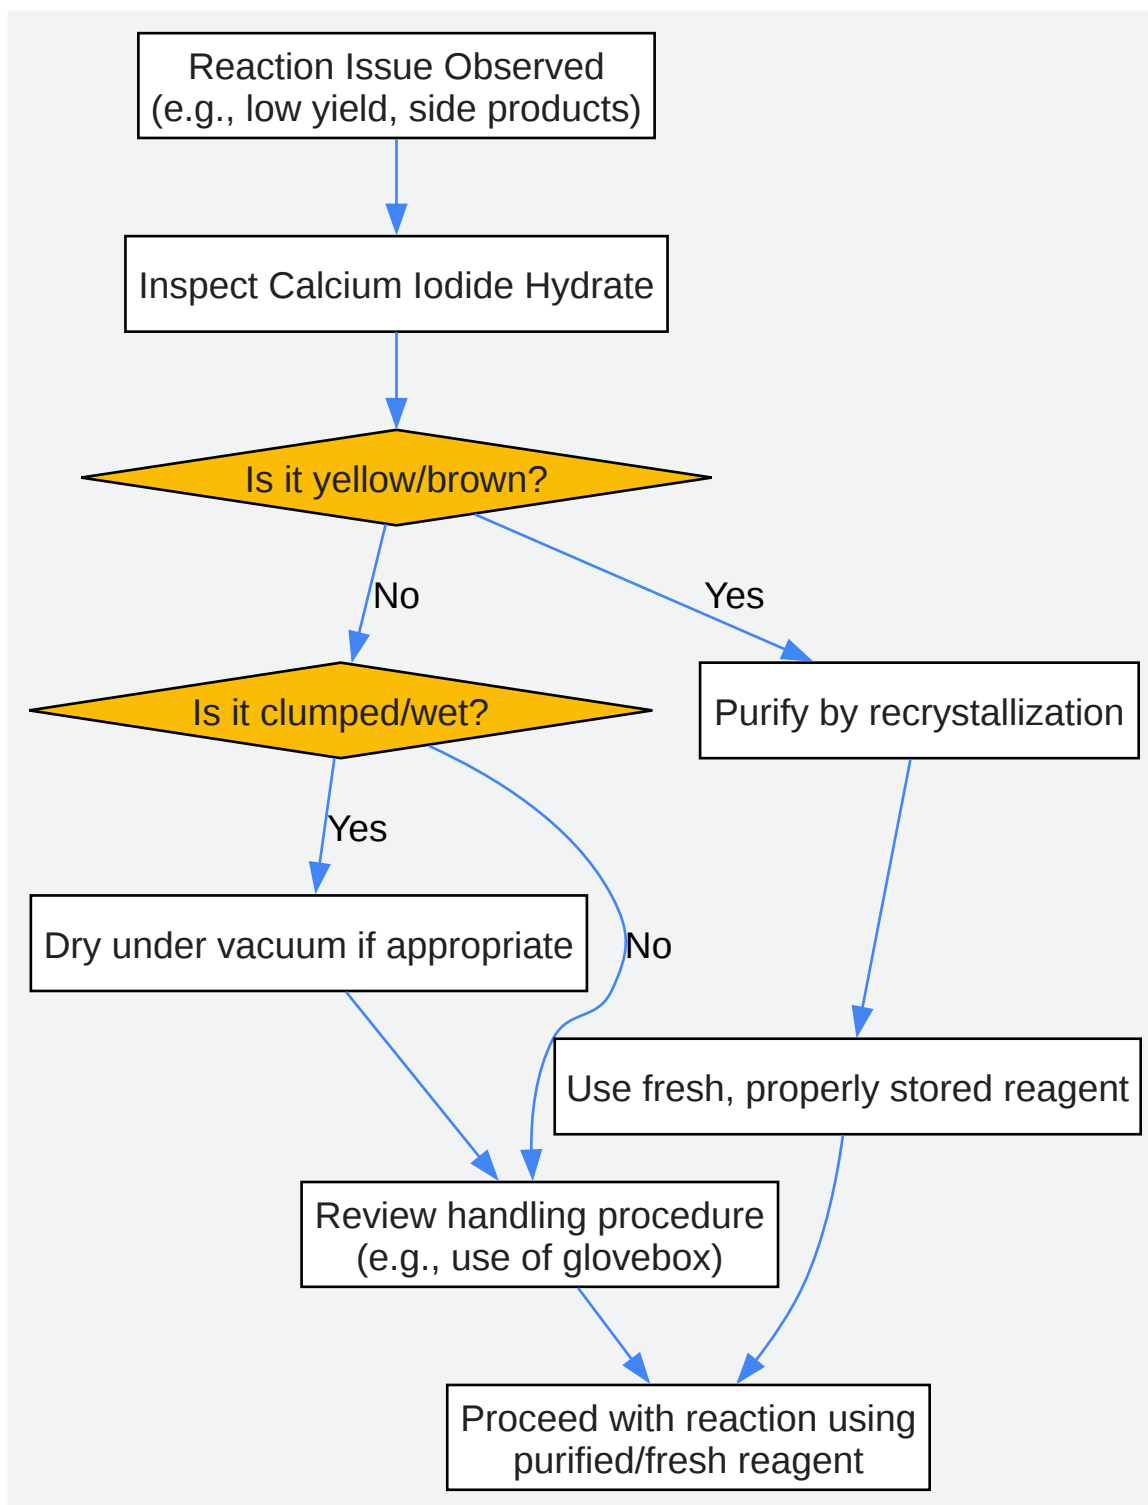 Reaction Issue Observed
(e.g., low yield, side products)
Inspect Calcium Iodide Hydrate
Is it yellow/brown?
No
Yes
Is it clumped/wet?
Purify by recrystallization
Yes
Dry under vacuum if appropriate
No
Use fresh, properly stored reagent
Review handling procedure
(e.g., use of glovebox)
Proceed with reaction using
purified/fresh reagent